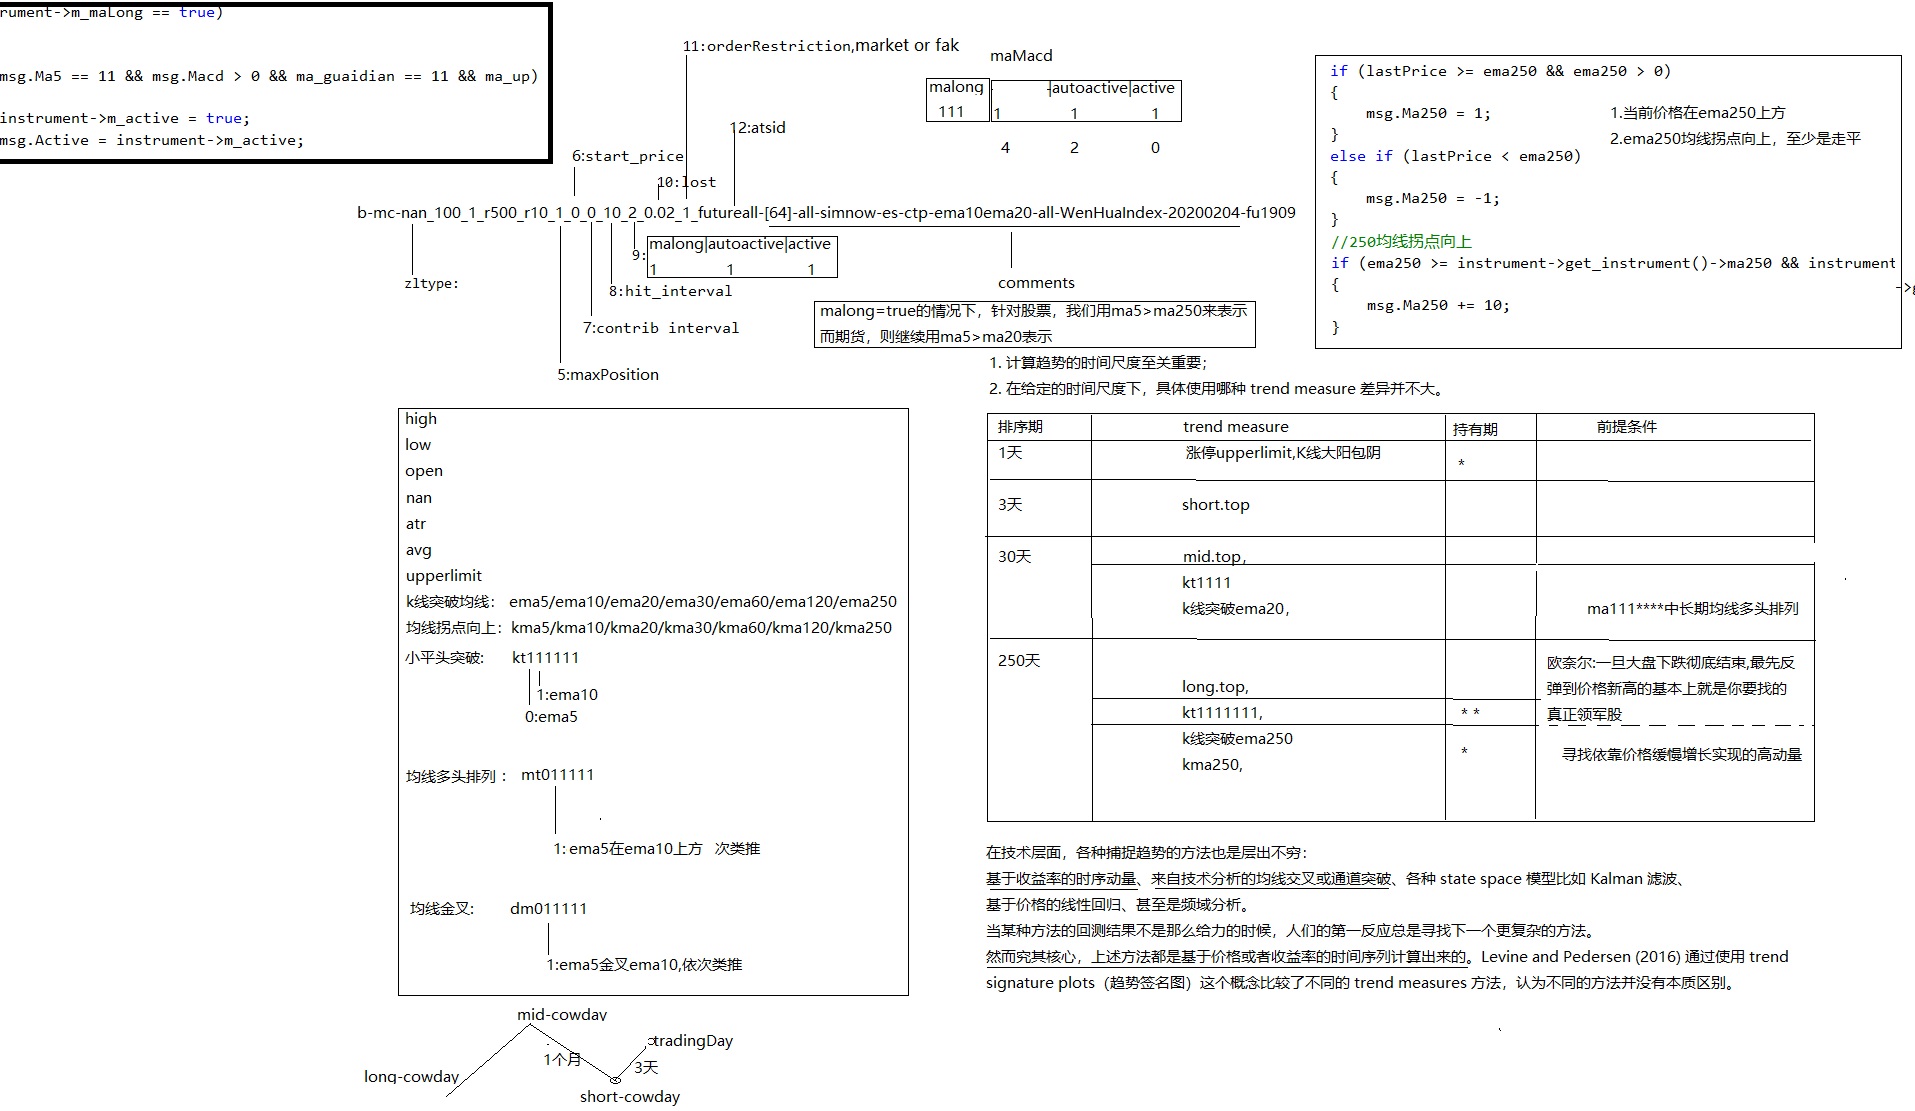 rument->m_maLong == true)
msg.Ma5 == 11 && msg.Macd > 0 && ma_guaidian == 11 && ma_up)
instrument->m_active = true;
msg.Active = instrument->m_active;
11:orderRestriction,market or fak
maMacd
malong
|autoactive|active
111
1 1 1
4 2 0
12:atsid
6:start_price
10:lost
b-mc-nan_100_1_r500_r10_1_0_0_10_2_0.02_1_futureall-[64]-all-simnow-es-ctp-ema10ema20-all-WenHuaIndex-20200204-fu1909
9:
malong|autoactive|active
1 1 1
zltype:
8:hit_interval
7:contrib interval
5:maxPosition
comments
malong=true的情况下，针对股票，我们用ma5>ma250来表示
而期货，则继续用ma5>ma20表示
if (lastPrice >= ema250 && ema250 > 0)
{
msg.Ma250 = 1;
}
else if (lastPrice < ema250)
{
msg.Ma250 = -1;
}
//250均线拐点向上
if (ema250 >= instrument->get_instrument()->ma250 && instrument
->g
{
msg.Ma250 += 10;
}
1.当前价格在ema250上方
2.ema250均线拐点向上，至少是走平
1. 计算趋势的时间尺度至关重要；
2. 在给定的时间尺度下，具体使用哪种 trend measure 差异并不大。
high
low
open
nan
atr
avg
upperlimit
k线突破均线： ema5/ema10/ema20/ema30/ema60/ema120/ema250
均线拐点向上：kma5/kma10/kma20/kma30/kma60/kma120/kma250
小平头突破: kt111111
1:ema10
0:ema5
均线多头排列： mt011111
1: ema5在ema10上方 次类推
均线金叉: dm011111
1:ema5金叉ema10,依次类推
排序期 trend measure 持有期 前提条件
1天 涨停upperlimit,K线大阳包阴 *
3天 short.top
30天 mid.top,
kt1111
k线突破ema20, ma111****中长期均线多头排列
250天
long.top,
kt1111111, * *
k线突破ema250 *
kma250,
欧奈尔:一旦大盘下跌彻底结束,最先反
弹到价格新高的基本上就是你要找的
真正领军股
寻找依靠价格缓慢增长实现的高动量
在技术层面，各种捕捉趋势的方法也是层出不穷：
基于收益率的时序动量、来自技术分析的均线交叉或通道突破、各种 state space 模型比如 Kalman 滤波、
基于价格的线性回归、甚至是频域分析。
当某种方法的回测结果不是那么给力的时候，人们的第一反应总是寻找下一个更复杂的方法。
然而究其核心，上述方法都是基于价格或者收益率的时间序列计算出来的。Levine and Pedersen (2016) 通过使用 trend
signature plots（趋势签名图）这个概念比较了不同的 trend measures 方法，认为不同的方法并没有本质区别。
mid-cowday
tradingDay
1个月
3天
long-cowday
short-cowday